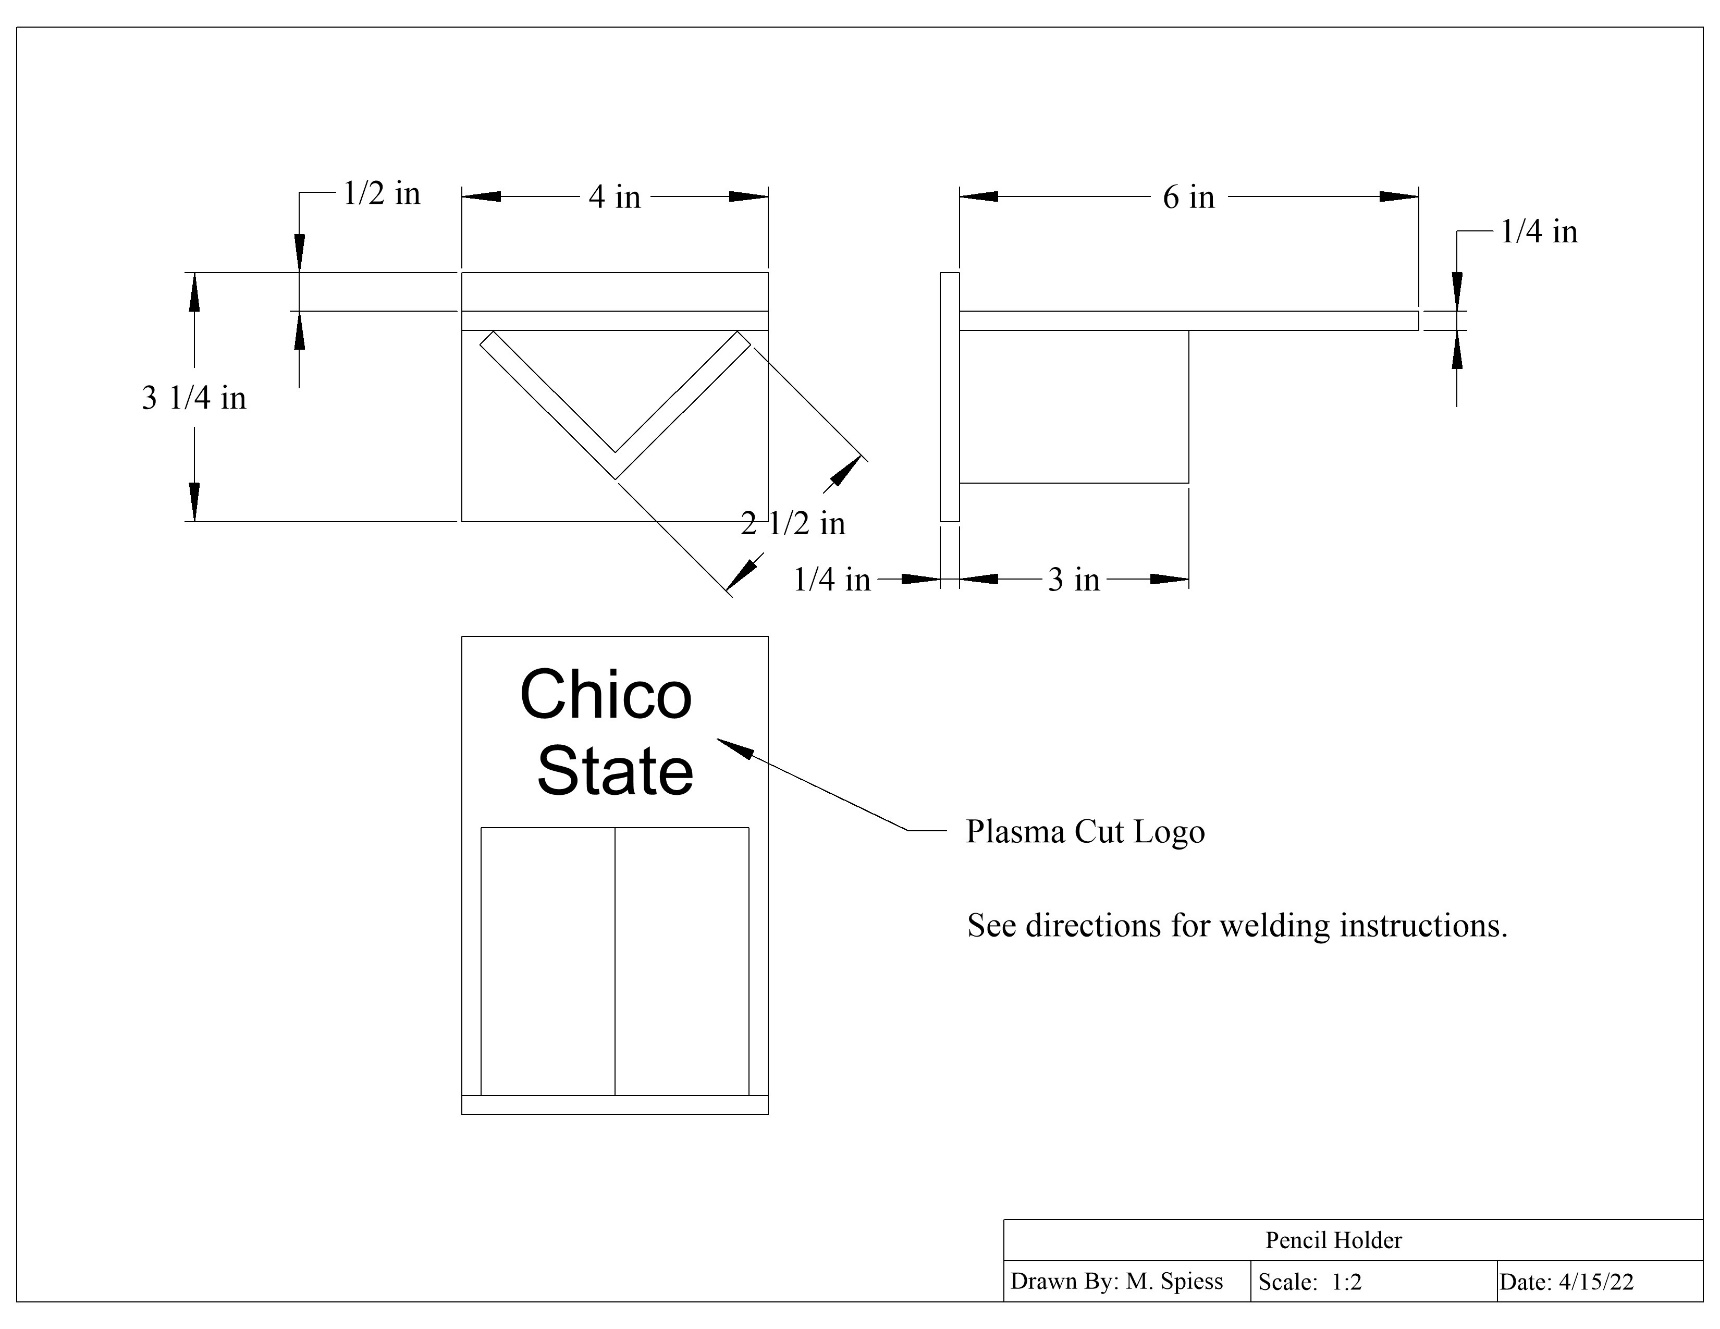 1/2 in
4 in
6 in
1/4 in
3 1/4 in
2 1/2 in
1/4 in
3 in
Chico
State
Plasma Cut Logo
See directions for welding instructions.
Pencil Holder
Drawn By: M. Spiess
Scale: 1:2
Date: 4/15/22